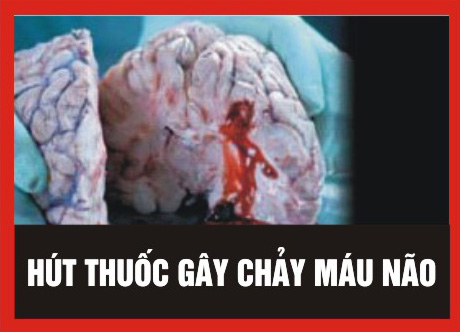 HÚT THUỐC GÂY CHẢY MÁU NÃO